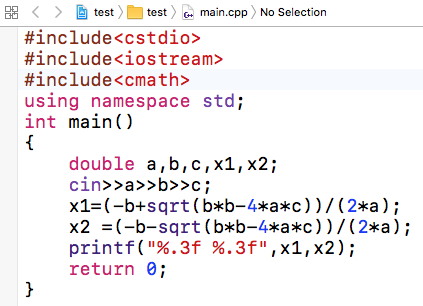 test > test > main.cpp > No Selection
#include<cstdio>
#include<iostream>
#include<cmath>
using namespace std;
int main()
{
    double a,b,c,x1,x2;
    cin>>a>>b>>c;
    x1=(-b+sqrt(b*b-4*a*c))/(2*a);
    x2 =(-b-sqrt(b*b-4*a*c))/(2*a);
    printf("%.3f %.3f",x1,x2);
    return 0;
}